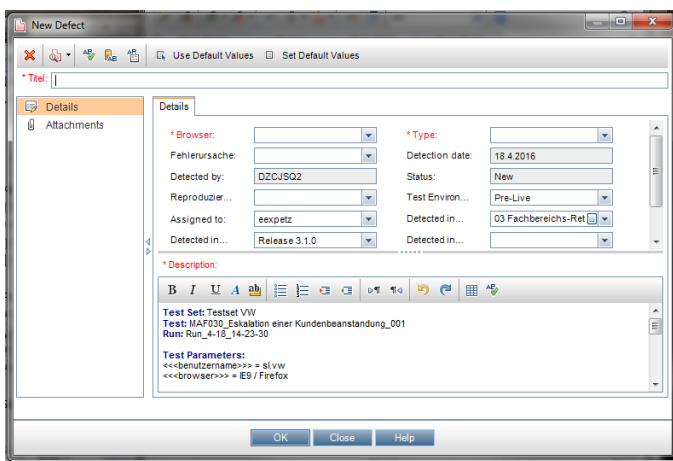 New Defect
Use Default Values Set Default Values
* Titel:
Details
Attachments
Details
* Browser: * Type:
Fehlerursache: Detection date: 18.4.2016
Detected by: DZCJSQ2 Status: New
Reproduzier... Test Environ... Pre-Live
Assigned to: eexpetz Detected in... 03 Fachbereichs-Ret
Detected in... Release 3.1.0 Detected in...
* Description:
B I U A ab
Test Set: Testset VW
Test: MAF030_Eskalation einer Kundenbeanstandung_001
Run: Run_4-18_14-23-30
Test Parameters:
<<<benutzername>>> = sl.vw
<<<browser>>> = IE9 / Firefox
OK Close Help